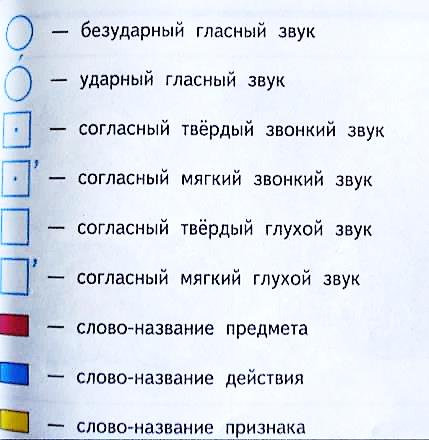 — безударный гласный звук
— ударный гласный звук
— согласный твёрдый звонкий звук
— согласный мягкий звонкий звук
— согласный твёрдый глухой звук
— согласный мягкий глухой звук
— слово-название предмета
— слово-название действия
— слово-название признака